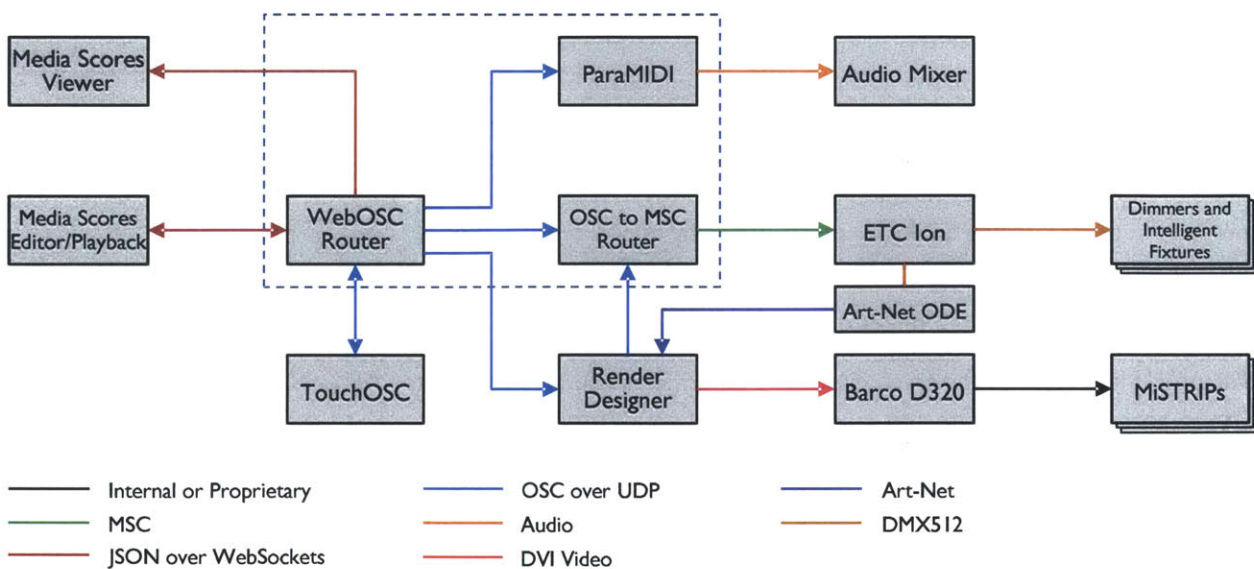 Media Scores
Viewer
ParaMIDI
Audio Mixer
Media Scores
Editor/Playback
WebOSC
Router
OSC to MSC
Router
ETC Ion
Dimmers and
Intelligent
Fixtures
Art-Net ODE
TouchOSC
Render
Designer
Barco D320
MiSTRIPs
Internal or Proprietary
OSC over UDP
Art-Net
MSC
Audio
DMX512
JSON over WebSockets
DVI Video